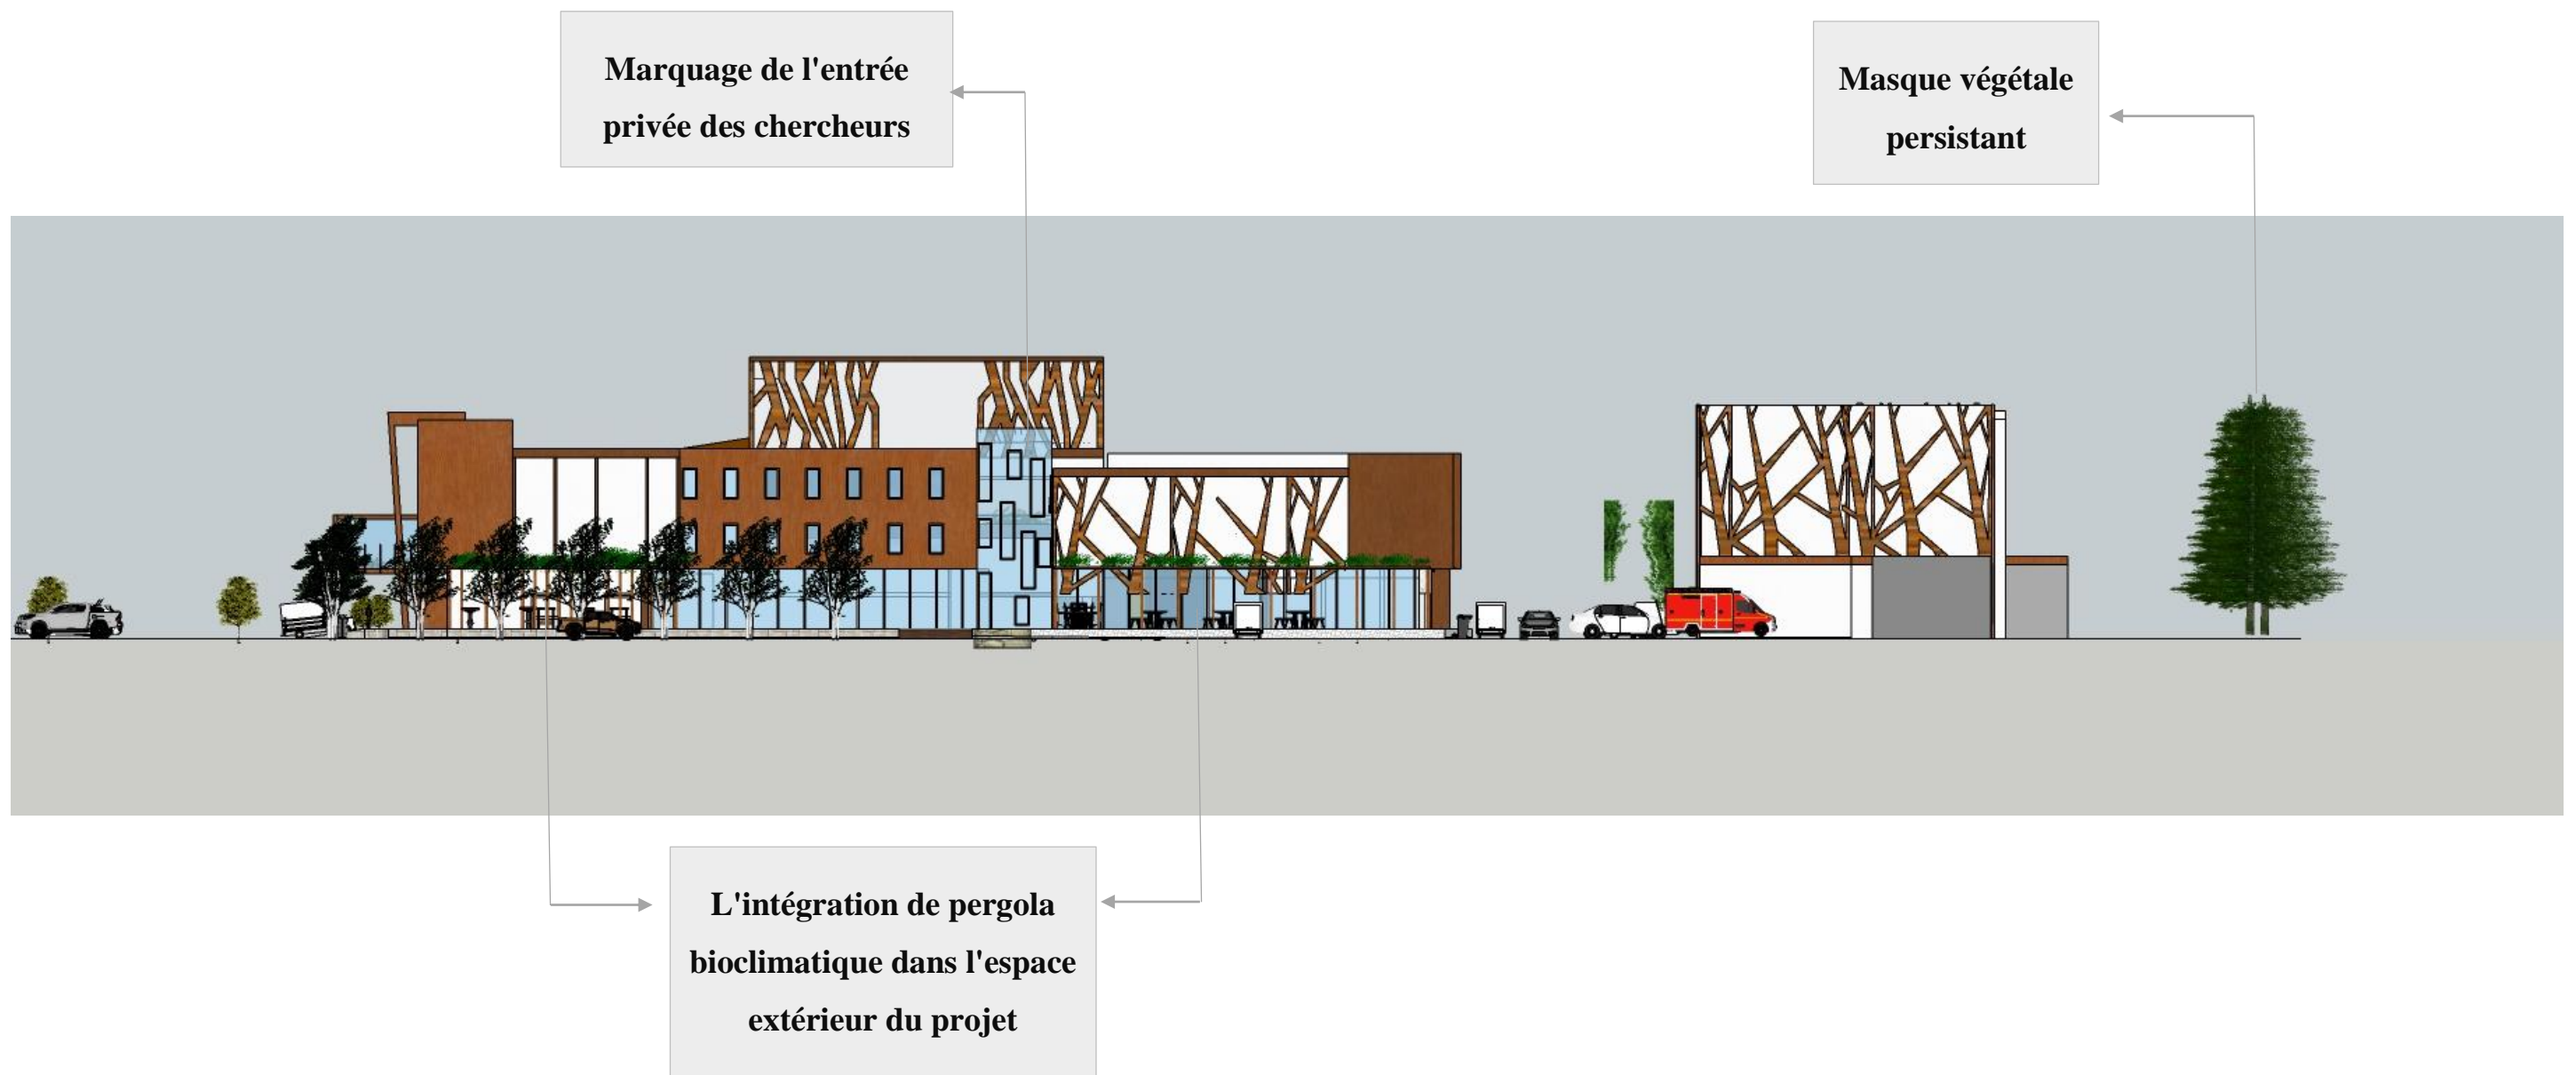 Marquage de l'entrée
privée des chercheurs
Masque végétale
persistant
L'intégration de pergola
bioclimatique dans l'espace
extérieur du projet